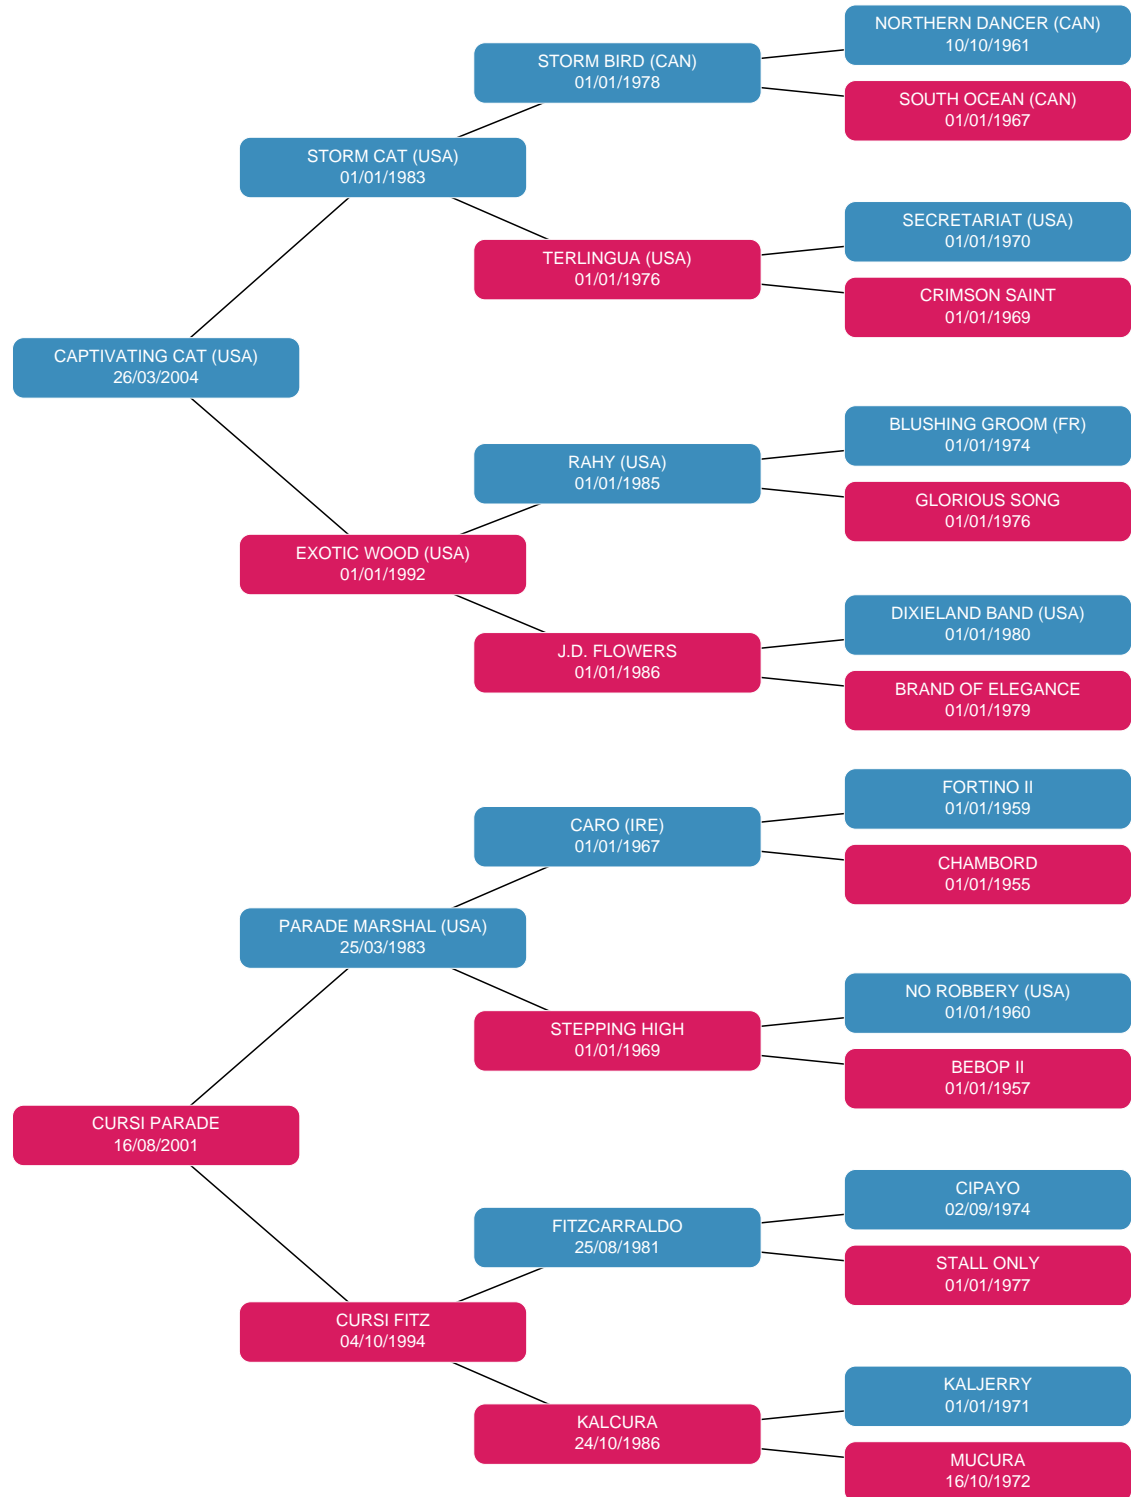 NORTHERN DANCER (CAN)
10/10/1961
STORM BIRD (CAN)
01/01/1978
SOUTH OCEAN (CAN)
01/01/1967
STORM CAT (USA)
01/01/1983
SECRETARIAT (USA)
01/01/1970
TERLINGUA (USA)
01/01/1976
CRIMSON SAINT
01/01/1969
CAPTIVATING CAT (USA)
26/03/2004
BLUSHING GROOM (FR)
01/01/1974
RAHY (USA)
01/01/1985
GLORIOUS SONG
01/01/1976
EXOTIC WOOD (USA)
01/01/1992
DIXIELAND BAND (USA)
01/01/1980
J.D. FLOWERS
01/01/1986
BRAND OF ELEGANCE
01/01/1979
FORTINO II
01/01/1959
CARO (IRE)
01/01/1967
CHAMBORD
01/01/1955
PARADE MARSHAL (USA)
25/03/1983
NO ROBBERY (USA)
01/01/1960
STEPPING HIGH
01/01/1969
BEBOP II
01/01/1957
CURSI PARADE
16/08/2001
CIPAYO
02/09/1974
FITZCARRALDO
25/08/1981
STALL ONLY
01/01/1977
CURSI FITZ
04/10/1994
KALJERRY
01/01/1971
KALCURA
24/10/1986
MUCURA
16/10/1972